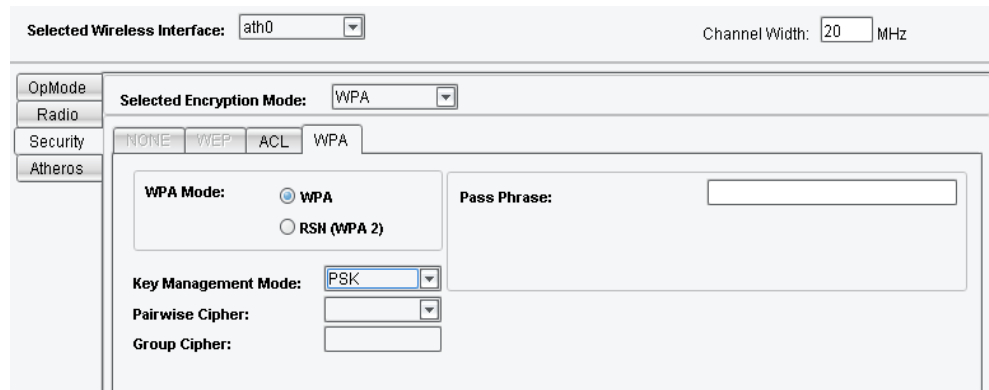 Selected Wireless Interface: ath0 Channel Width: 20 MHz
OpMode
Radio
Security
Atheros
Selected Encryption Mode: WPA
NONE WEP ACL WPA
WPA Mode: WPA
RSN (WPA 2)
Pass Phrase:
Key Management Mode: PSK
Pairwise Cipher:
Group Cipher: